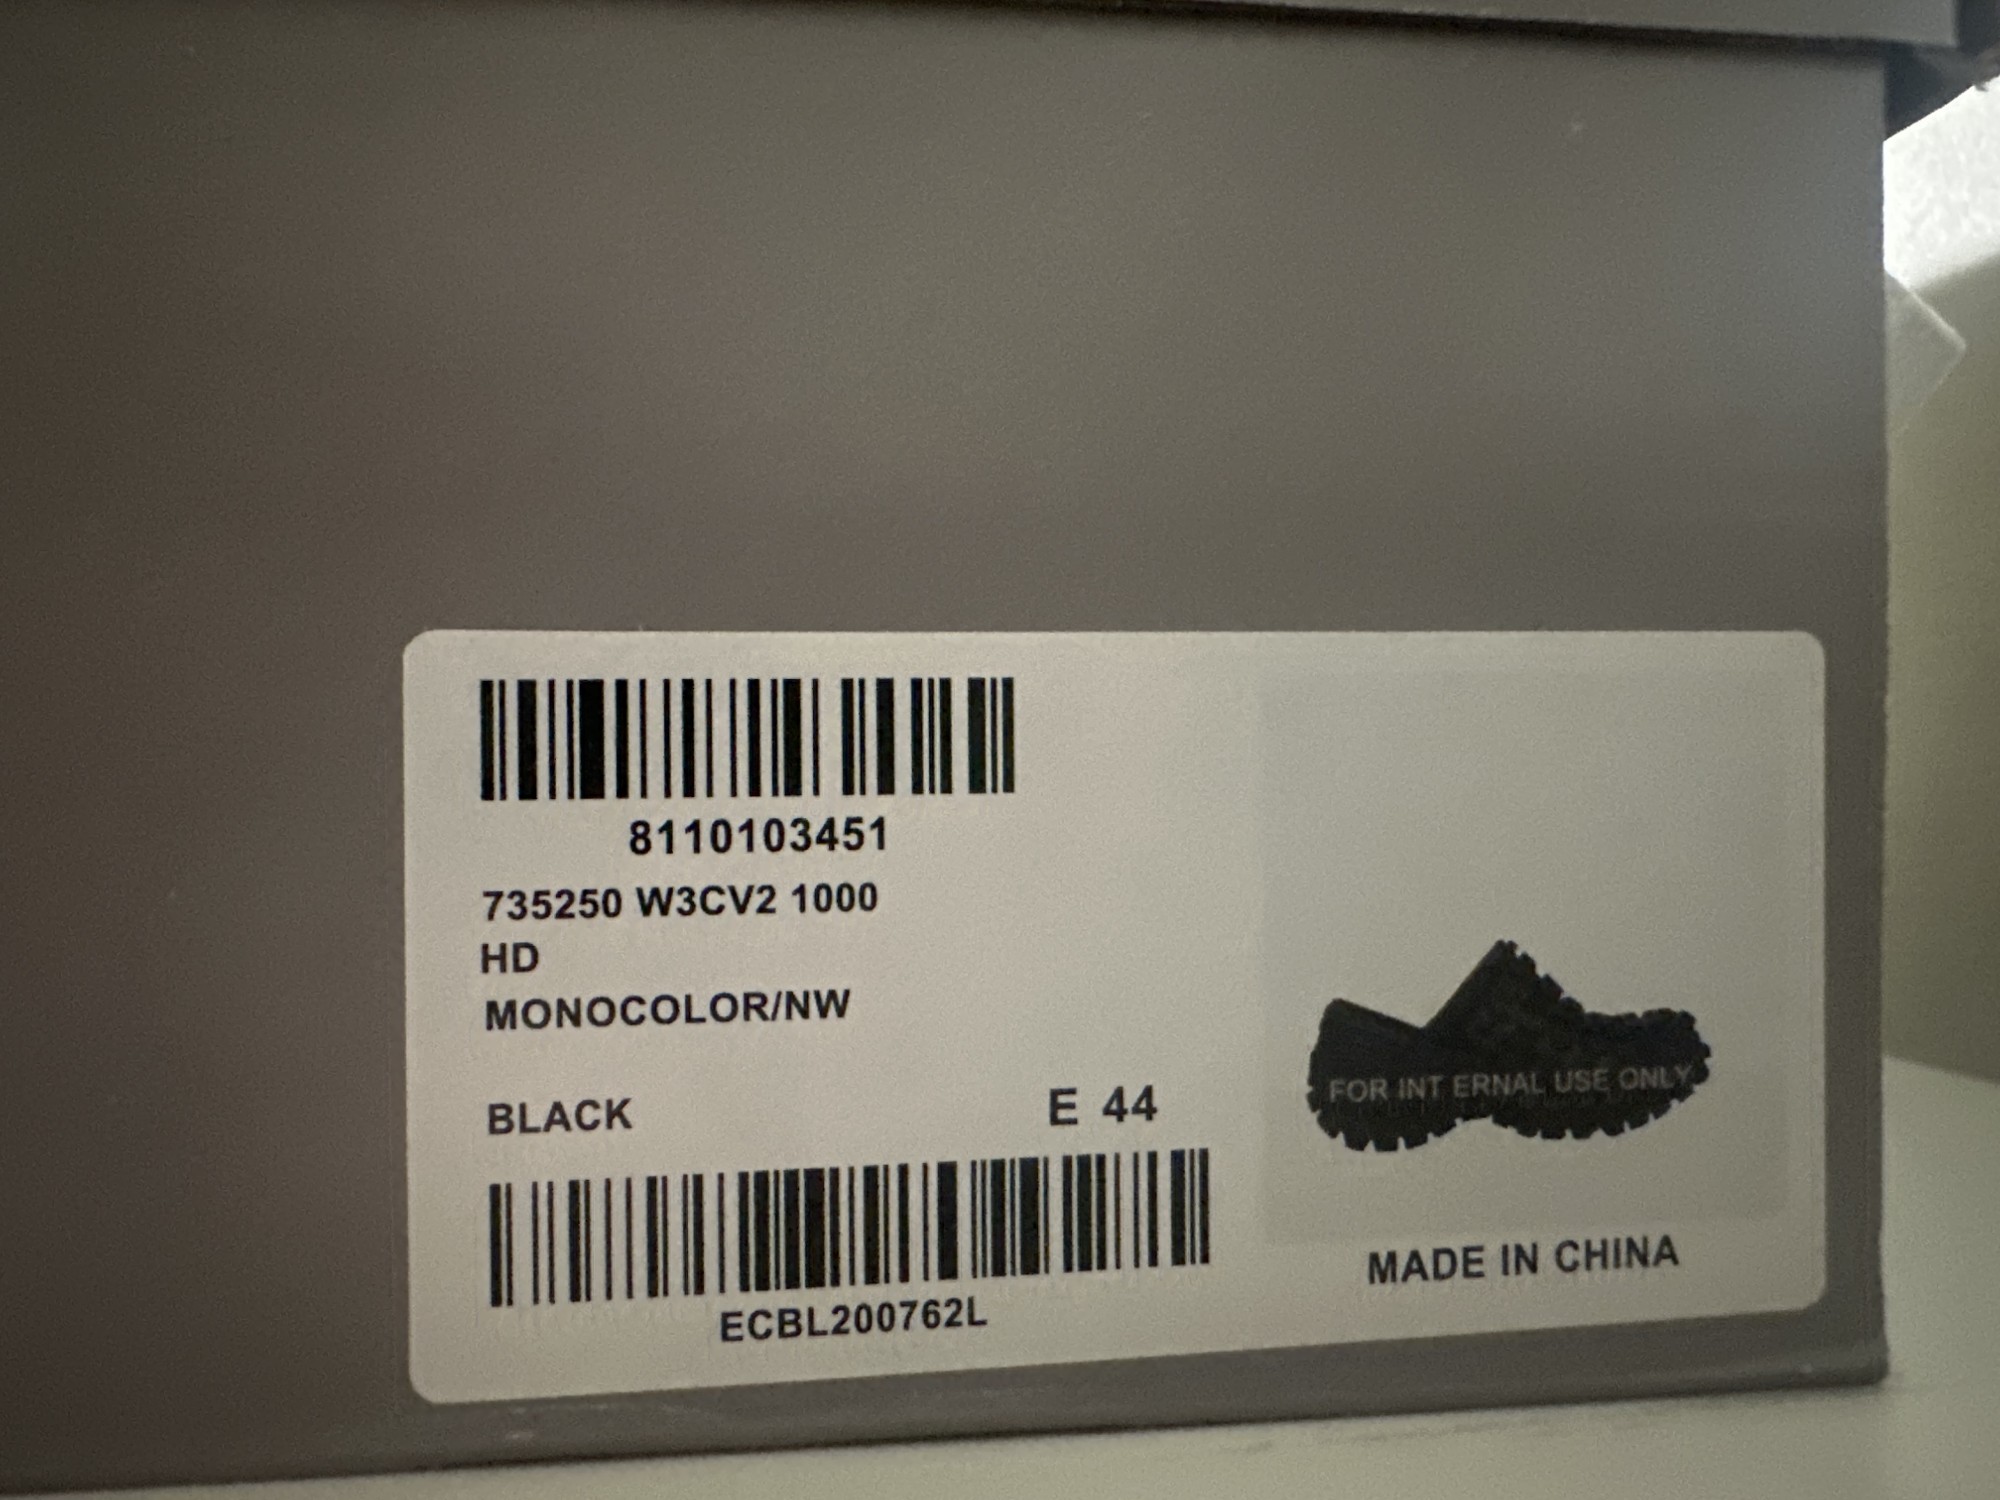 8110103451
735250 W3CV2 1000
HD
MONOCOLOR/NW
BLACK
E 44
ECBL200762L
FOR INT ERNAL USE ONLY
MADE IN CHINA